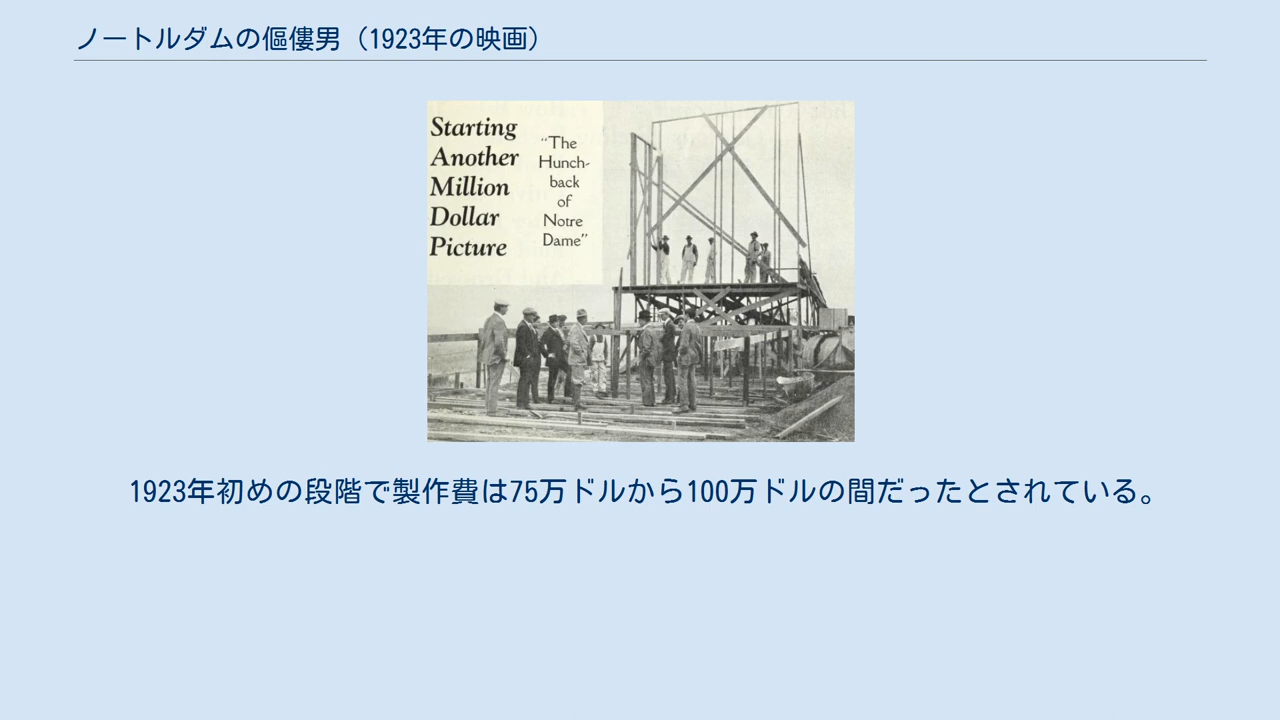 ノートルダムの傴僂男（1923年の映画）
Starting
Another
Million
Dollar
Picture
“The
Hunch-
back
of
Notre
Dame”
1923年初めの段階で製作費は75万ドルから100万ドルの間だったとされている。